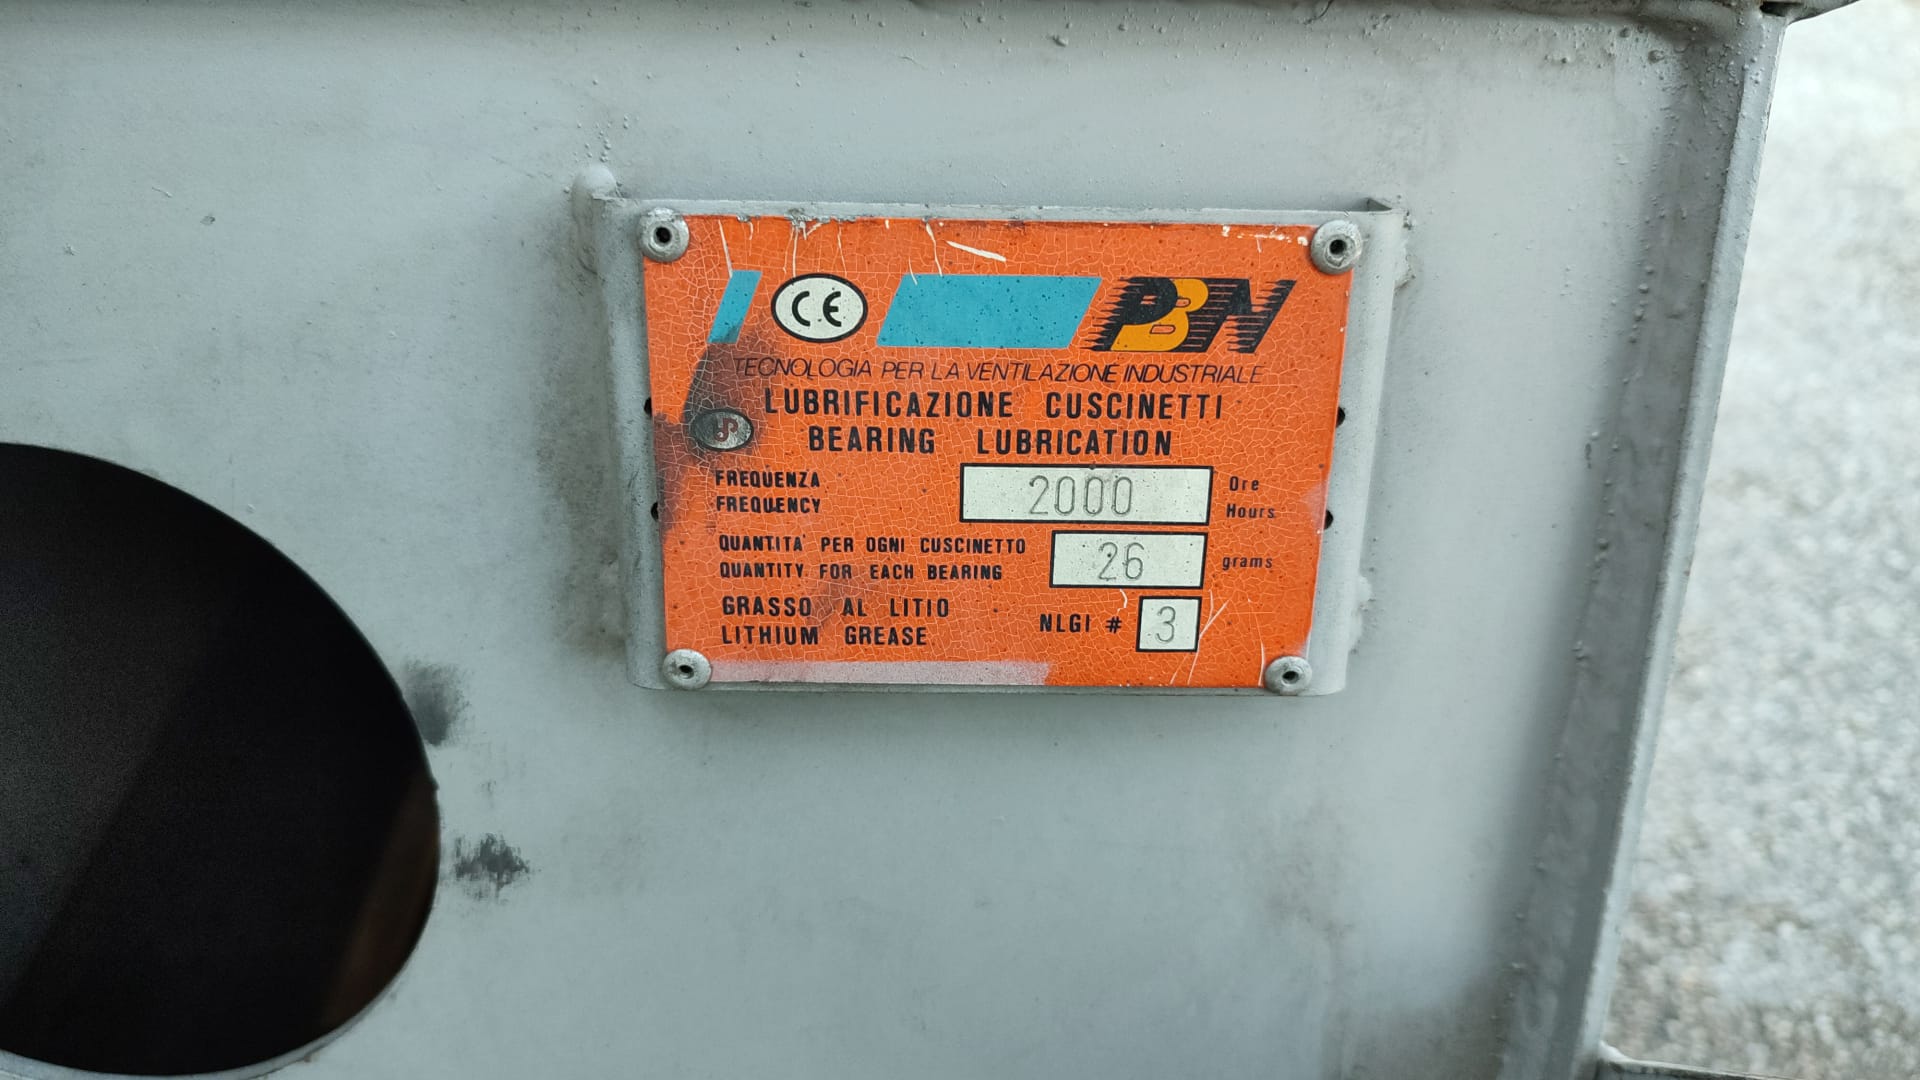 CE PBN
TECNOLOGIA PER LA VENTILAZIONE INDUSTRIALE
LUBRIFICAZIONE CUSCINETTI
BEARING LUBRICATION
FREQUENZA
FREQUENCY
2000
Ore
Hours
QUANTITA' PER OGNI CUSCINETTO
QUANTITY FOR EACH BEARING
26
grams
GRASSO AL LITIO
LITHIUM GREASE
NLGI # 3